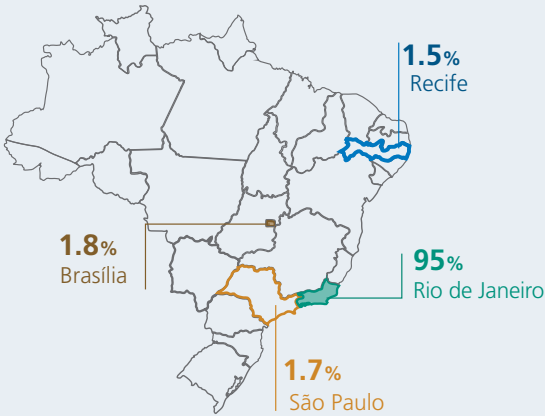 1.5%
Recife
1.8%
Brasília
95%
Rio de Janeiro
1.7%
São Paulo